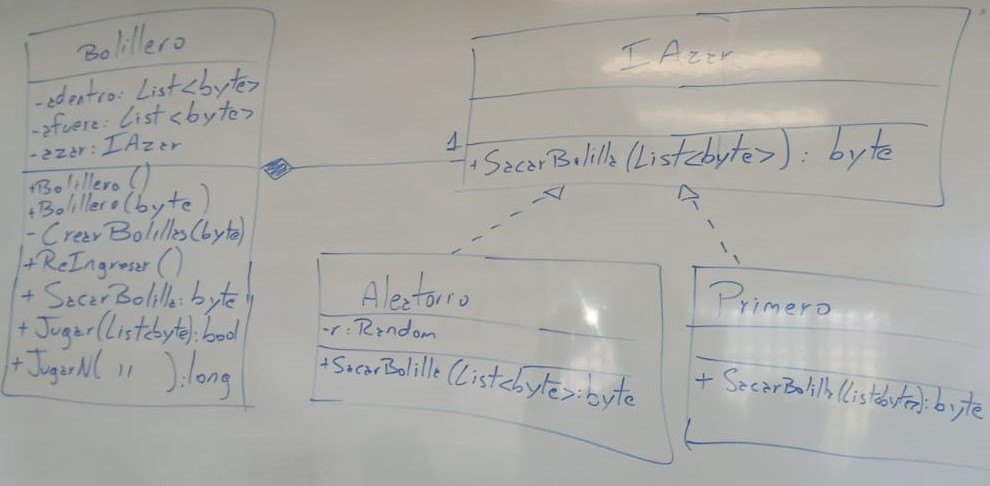 Bolillero
-adentro: List<byte>
-afuera: List<byte>
-azar: IAzar
+Bolillero()
+Bolillero(byte)
-CrearBolillas(byte)
+ReIngresar()
+SacarBolilla: byte
+Jugar(List<byte): bool
+JugarN( 11 ): long
1
IAzar
+SacarBolilla(List<byte>): byte
Aleatorio
-r: Random
+SacarBolilla(List<byte>: byte
Primero
+ SacarBolilla(List<byte>): byte